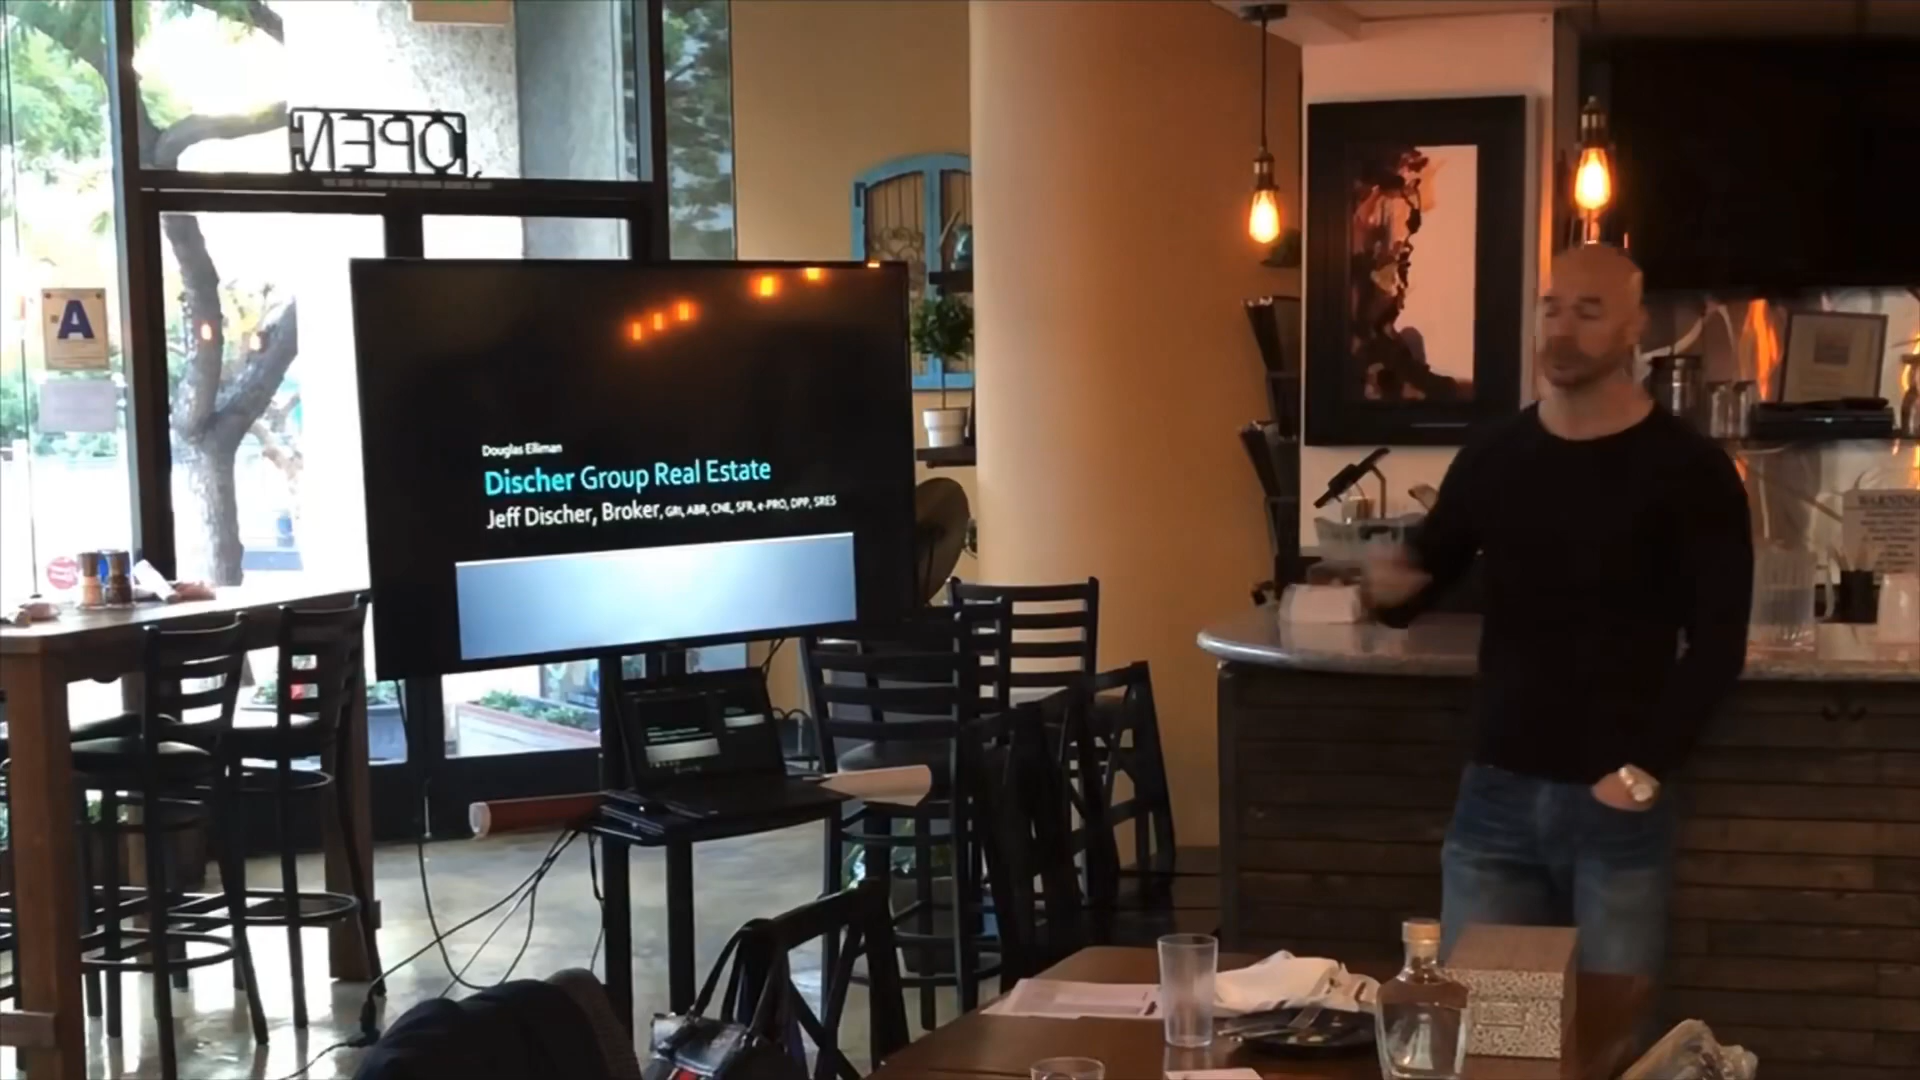 OPEN
A
Douglas Elliman
Discher Group Real Estate
Jeff Discher, Broker, GRI, ABR, CNE, SFR, e-PRO, DPP, SRES
WARNING